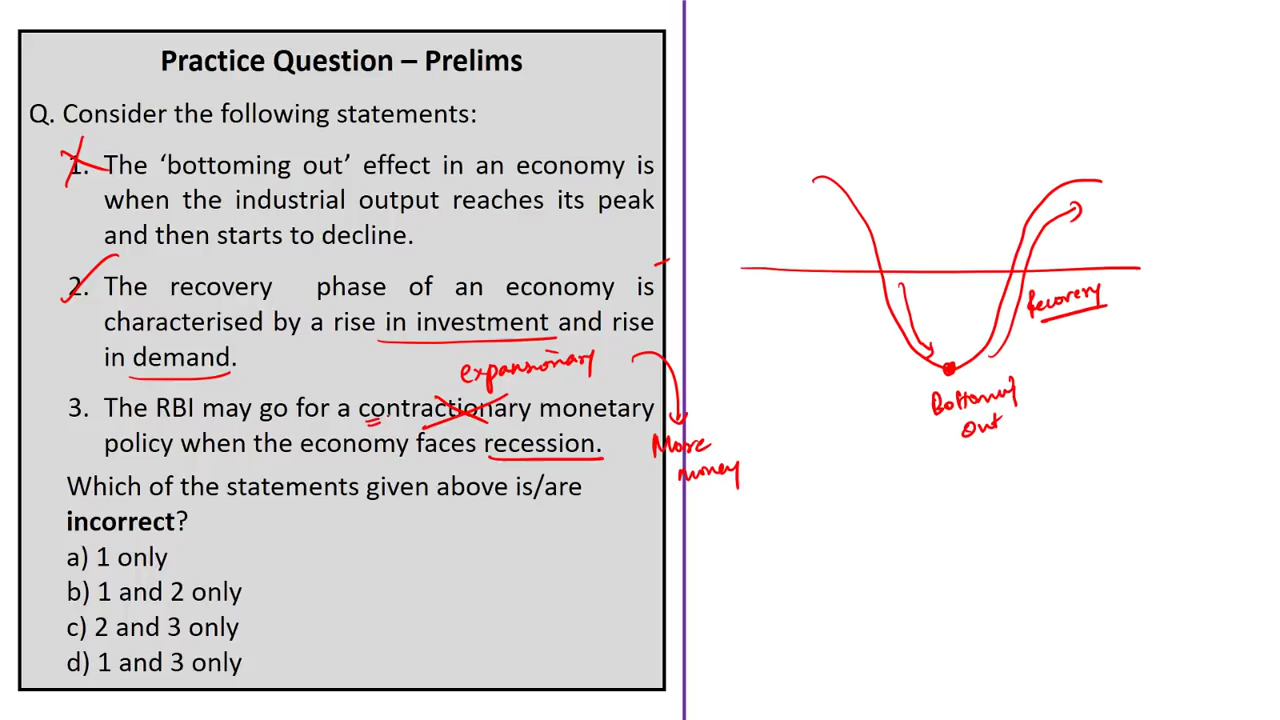 Practice Question – Prelims
Q. Consider the following statements:
1. The ‘bottoming out’ effect in an economy is
when the industrial output reaches its peak
and then starts to decline.
2. The recovery phase of an economy is
characterised by a rise in investment and rise
in demand.
expansionary
3. The RBI may go for a contractionary monetary
policy when the economy faces recession.
Which of the statements given above is/are
incorrect?
a) 1 only
b) 1 and 2 only
c) 2 and 3 only
d) 1 and 3 only
More
money
Recovery
Bottoming
Out